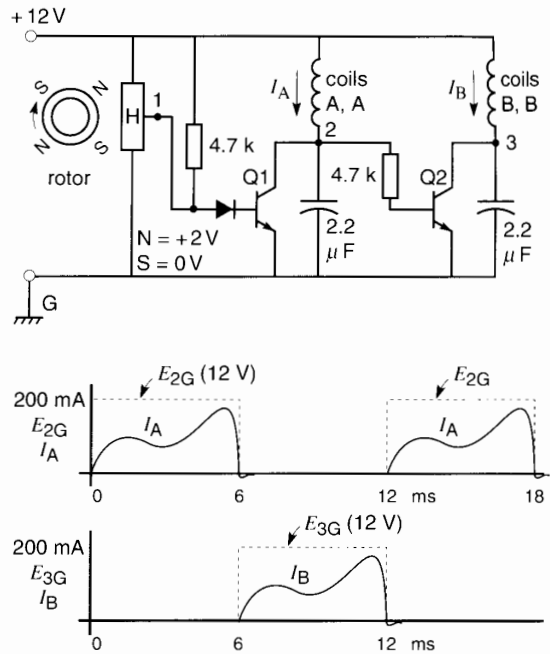 + 12 V
S N
N S
rotor
H
1
4.7 k
N = +2 V
S = 0 V
Q1
I_A
coils
A, A
2
4.7 k
2.2
µ F
Q2
I_B
coils
B, B
3
2.2
µ F
G
E_2G (12 V)
E_2G
200 mA
E_2G
I_A
I_A
I_A
0 6 12 ms 18
E_3G (12 V)
200 mA
E_3G
I_B
I_B
0 6 12 ms